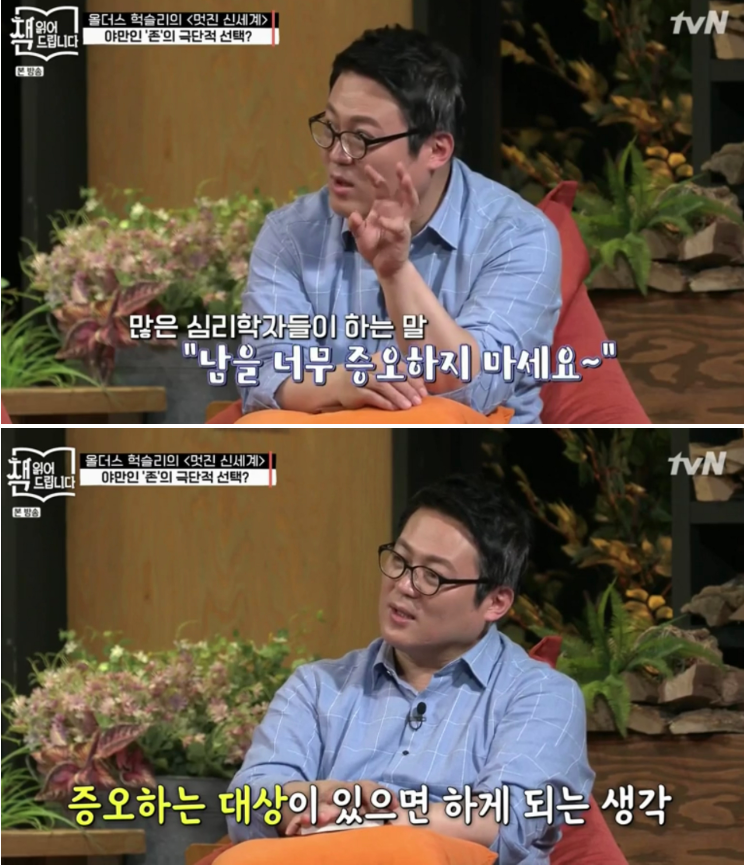 책 읽어
드립니다
본 방송
올더스 헉슬리의 <멋진 신세계>
야만인 '존'의 극단적 선택?
tvN
많은 심리학자들이 하는 말
"남을 너무 증오하지 마세요~"
책 읽어
드립니다
본 방송
올더스 헉슬리의 <멋진 신세계>
야만인 '존'의 극단적 선택?
tvN
증오하는 대상이 있으면 하게 되는 생각